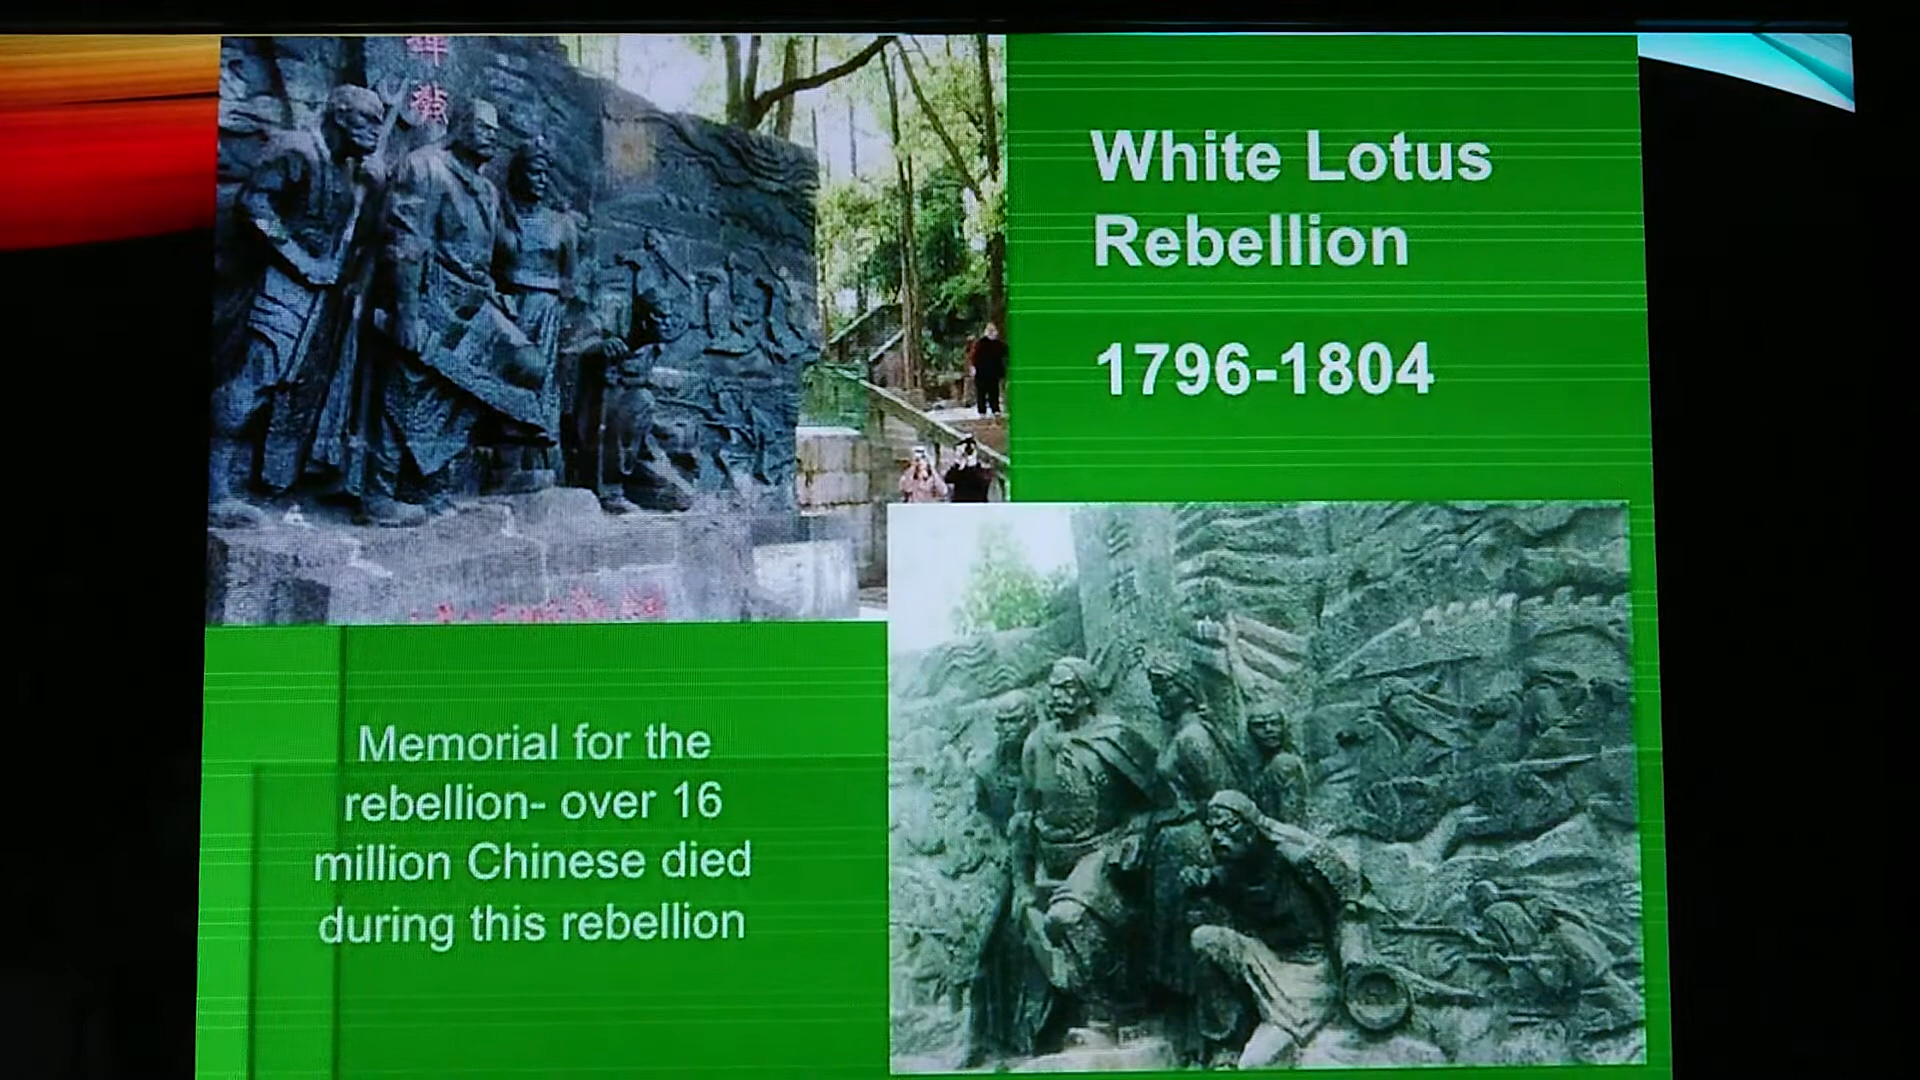 White Lotus
Rebellion
1796-1804
Memorial for the
rebellion- over 16
million Chinese died
during this rebellion